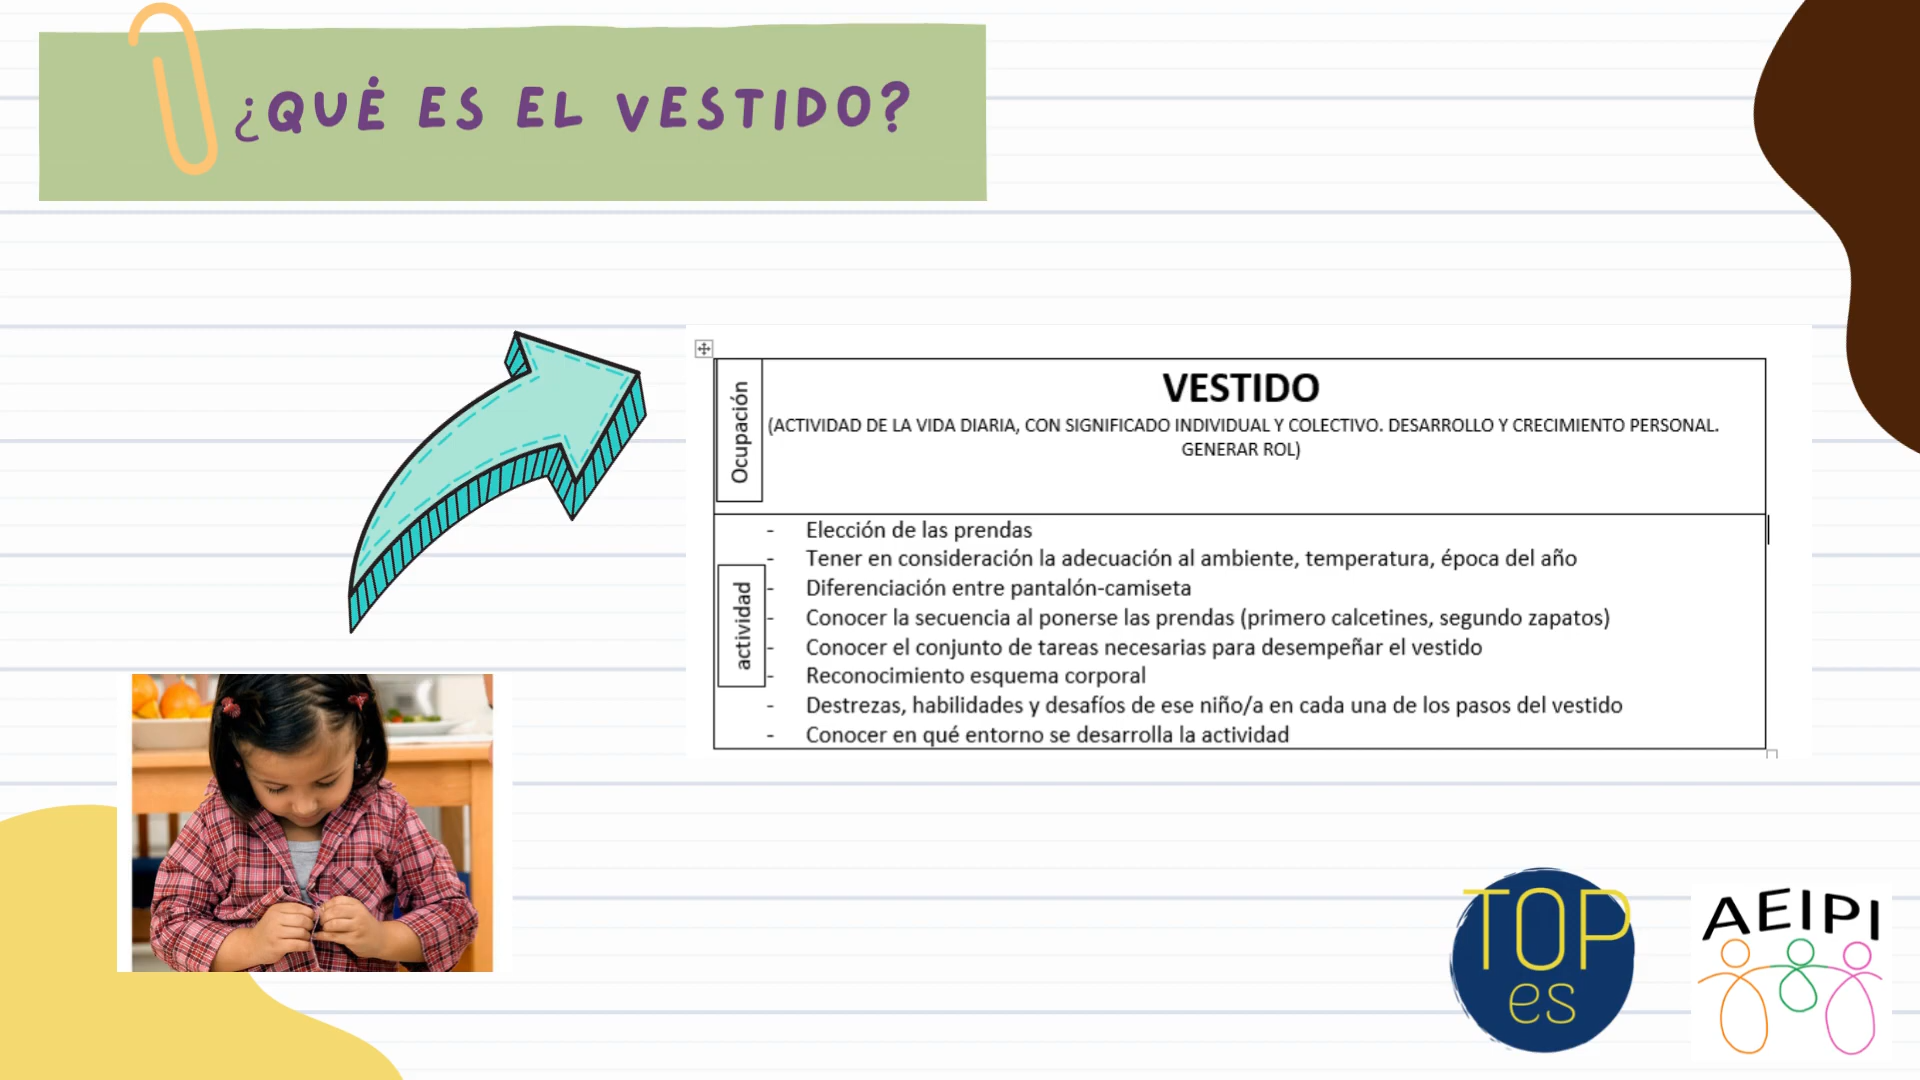 ¿QUÉ ES EL VESTIDO?
Ocupación
VESTIDO
(ACTIVIDAD DE LA VIDA DIARIA, CON SIGNIFICADO INDIVIDUAL Y COLECTIVO. DESARROLLO Y CRECIMIENTO PERSONAL.
GENERAR ROL)
actividad
- Elección de las prendas
- Tener en consideración la adecuación al ambiente, temperatura, época del año
- Diferenciación entre pantalón-camiseta
- Conocer la secuencia al ponerse las prendas (primero calcetines, segundo zapatos)
- Conocer el conjunto de tareas necesarias para desempeñar el vestido
- Reconocimiento esquema corporal
- Destrezas, habilidades y desafíos de ese niño/a en cada una de los pasos del vestido
- Conocer en qué entorno se desarrolla la actividad
TOP
es
AEIPI